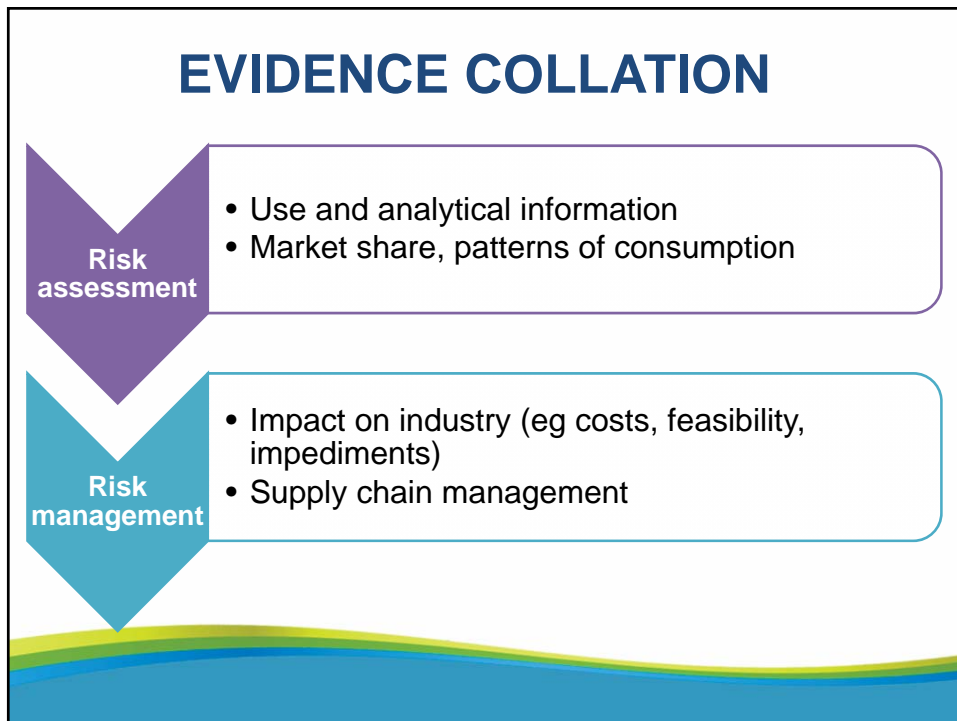 EVIDENCE COLLATION
Risk
assessment
• Use and analytical information
• Market share, patterns of consumption
Risk
management
• Impact on industry (eg costs, feasibility,
impediments)
• Supply chain management